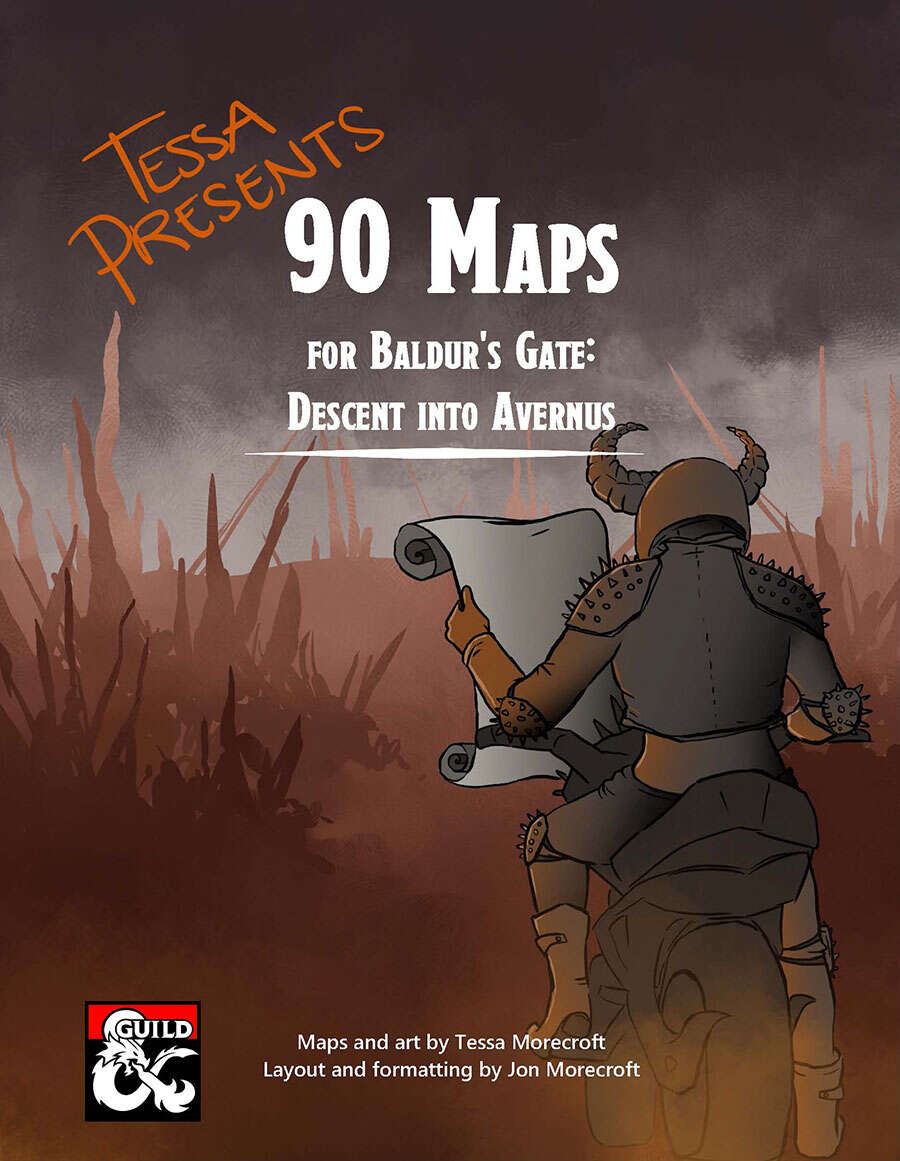 TESSA
PRESENTS
90 MAPS
FOR BALDUR'S GATE:
DESCENT INTO AVERNUS
GUILD
Maps and art by Tessa Morecroft
Layout and formatting by Jon Morecroft